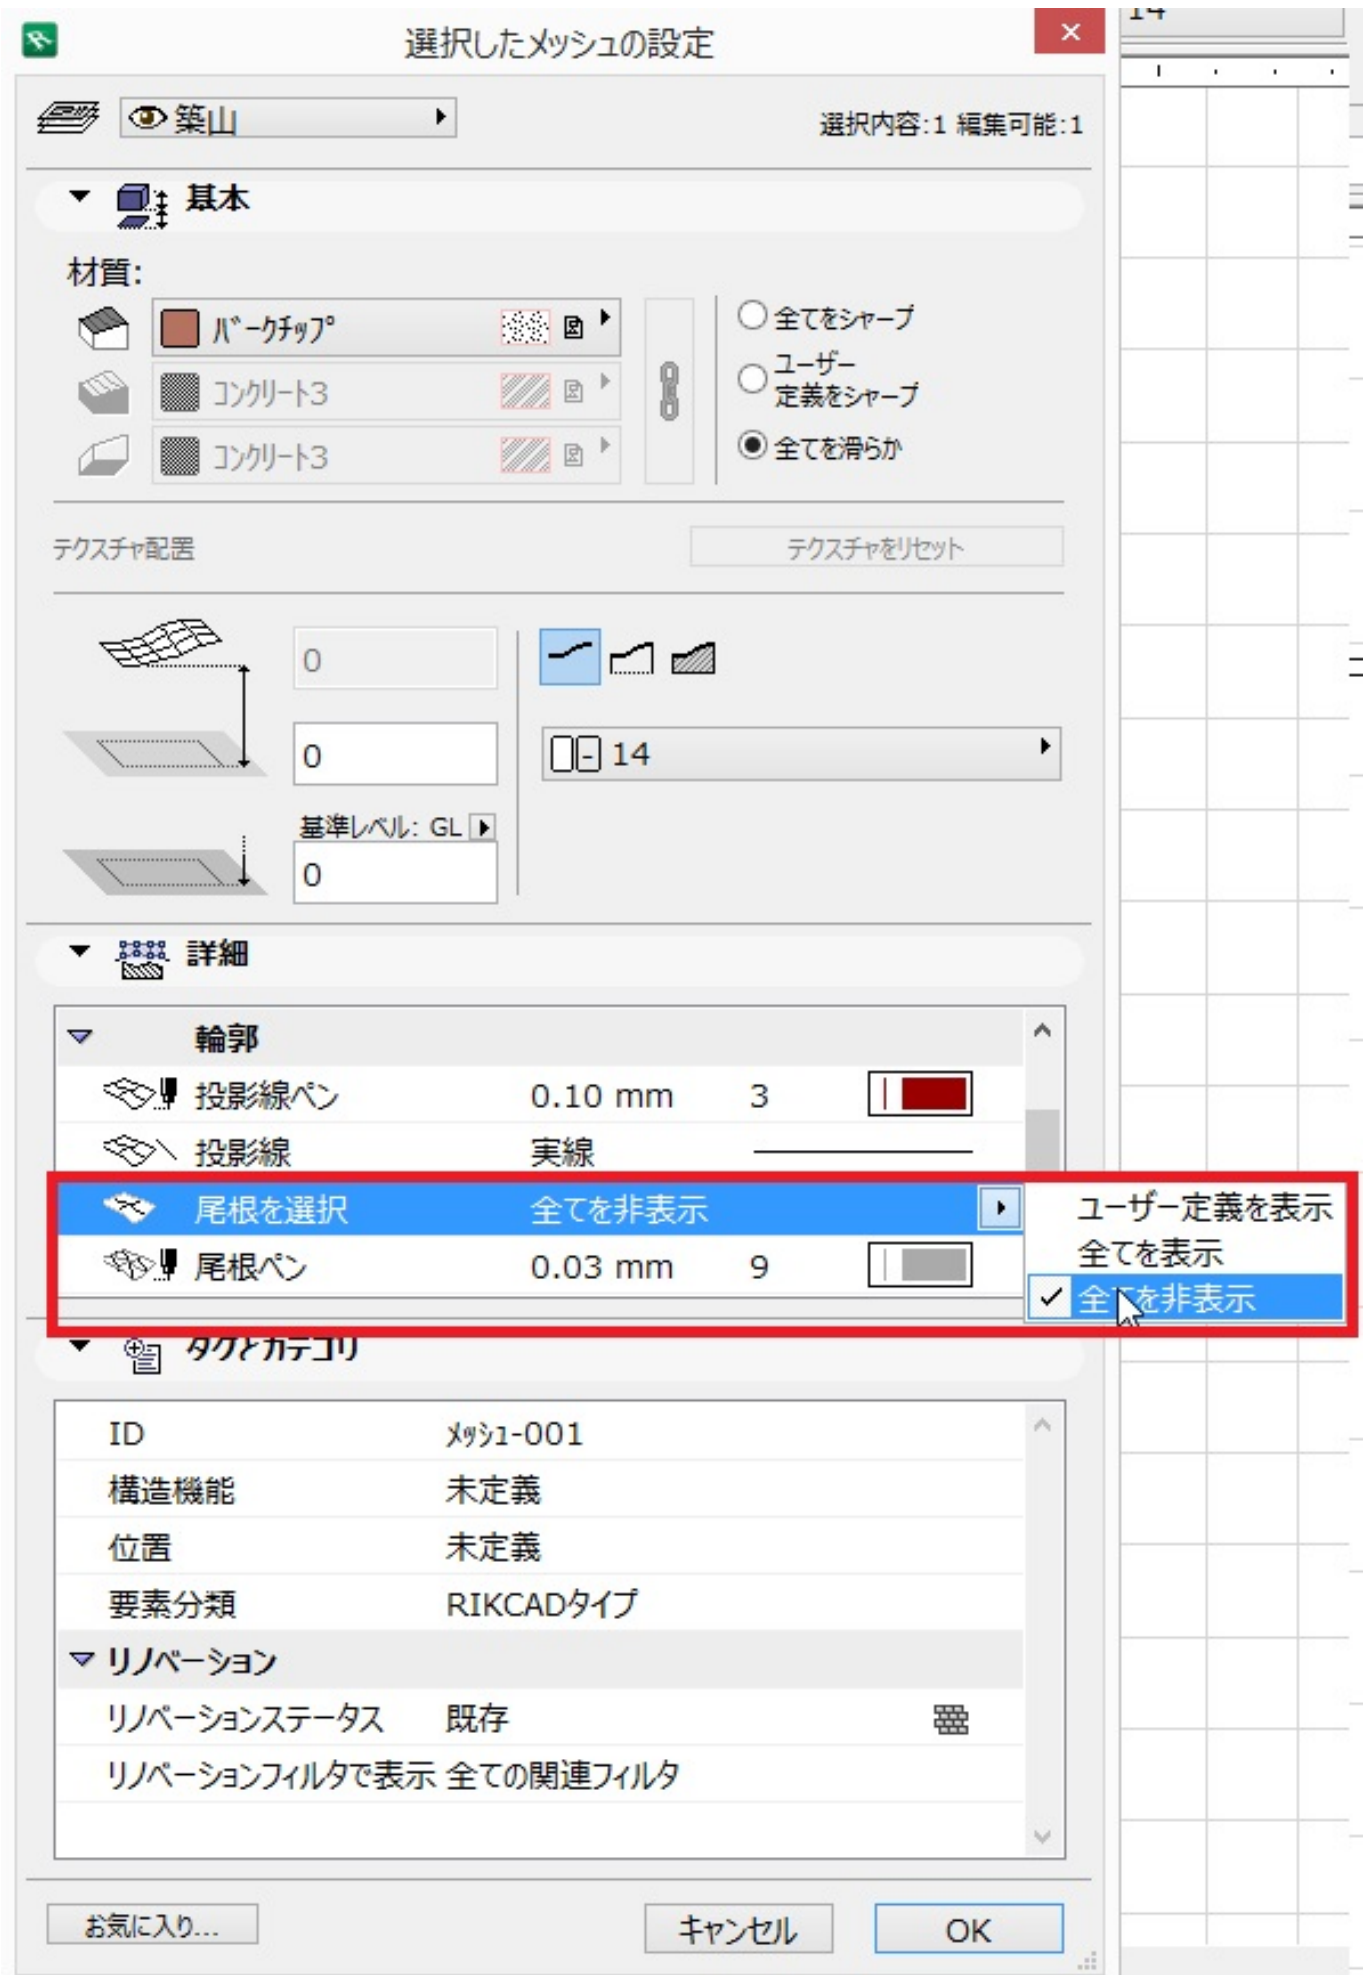 選択したメッシュの設定
14
築山
選択内容:1 編集可能:1
基本
材質:
バークチップ
コンクリート3
コンクリート3
全てをシャープ
ユーザー
定義をシャープ
全てを滑らか
テクスチャ配置
テクスチャをリセット
0
0
14
基準レベル: GL
0
詳細
輪郭
投影線ペン 0.10 mm 3
投影線 実線
尾根を選択 全てを非表示
尾根ペン 0.03 mm 9
ユーザー定義を表示
全てを表示
全てを非表示
タグとカテゴリ
ID メッシュ-001
構造機能 未定義
位置 未定義
要素分類 RIKCADタイプ
リノベーション
リノベーションステータス 既存
リノベーションフィルタで表示 全ての関連フィルタ
お気に入り...
キャンセル
OK